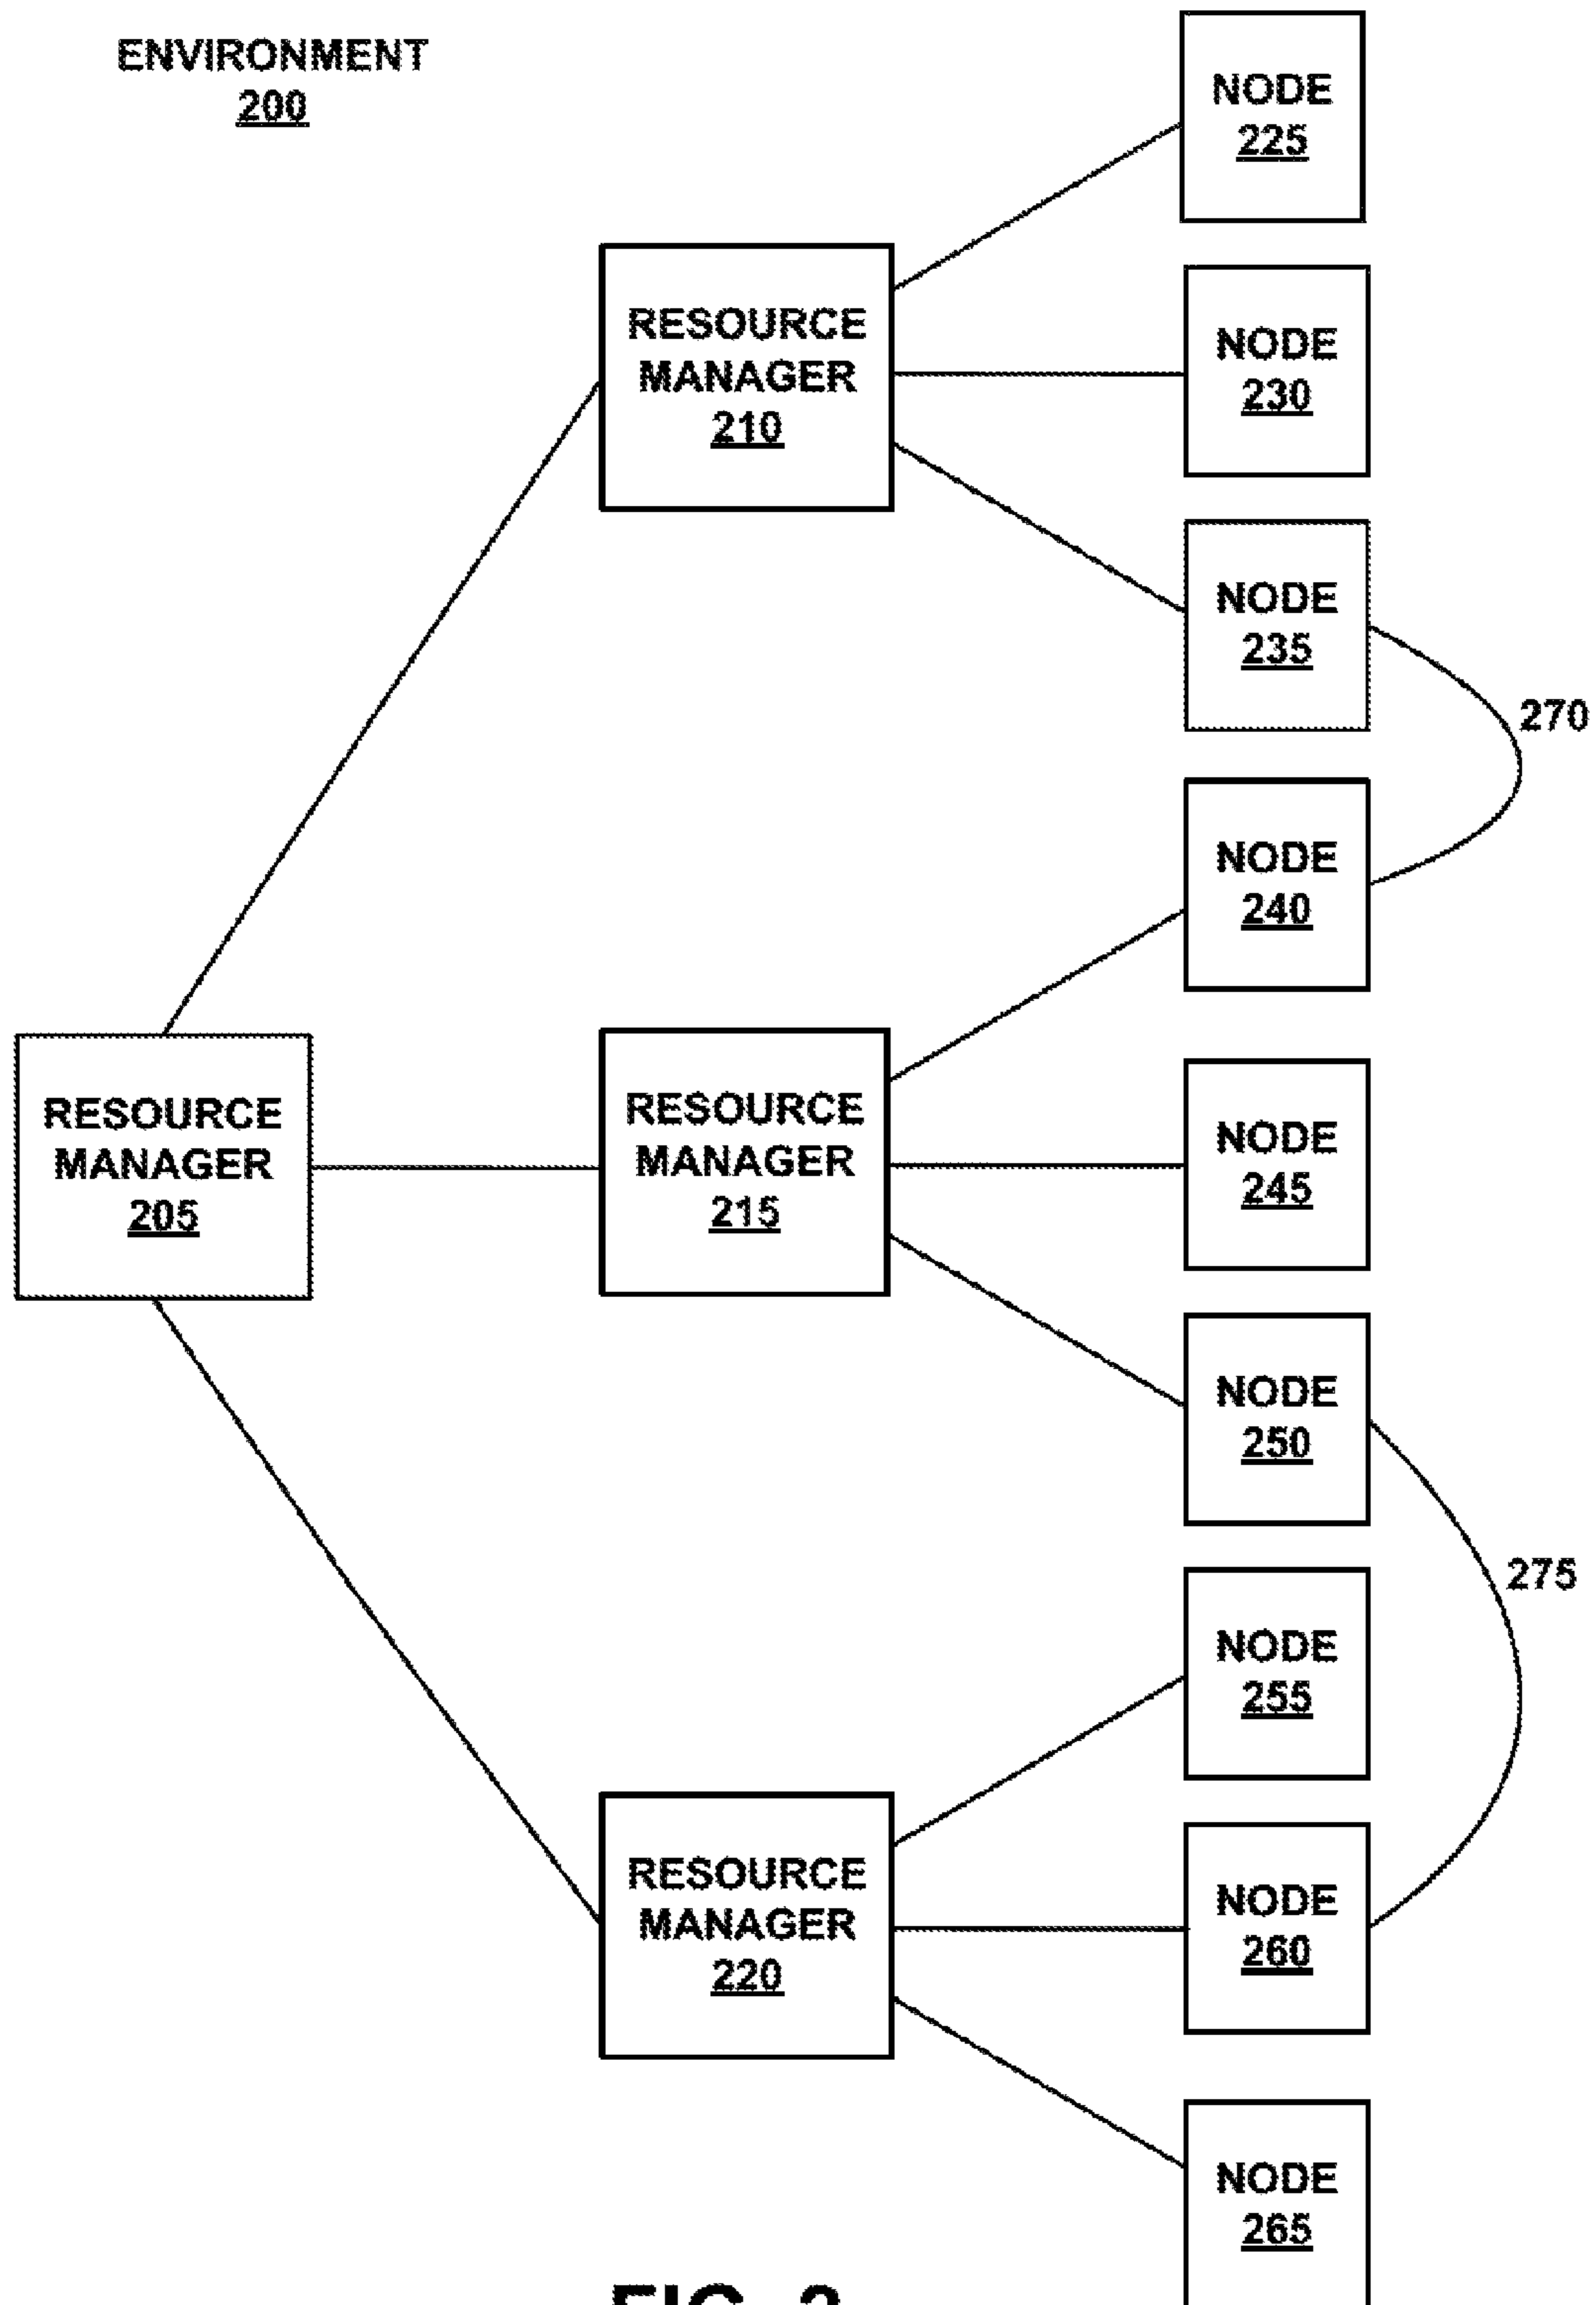 ENVIRONMENT
200
NODE
225
RESOURCE
MANAGER
210
NODE
230
NODE
235
270
NODE
240
RESOURCE
MANAGER
205
RESOURCE
MANAGER
215
NODE
245
NODE
250
275
NODE
255
RESOURCE
MANAGER
220
NODE
260
NODE
265